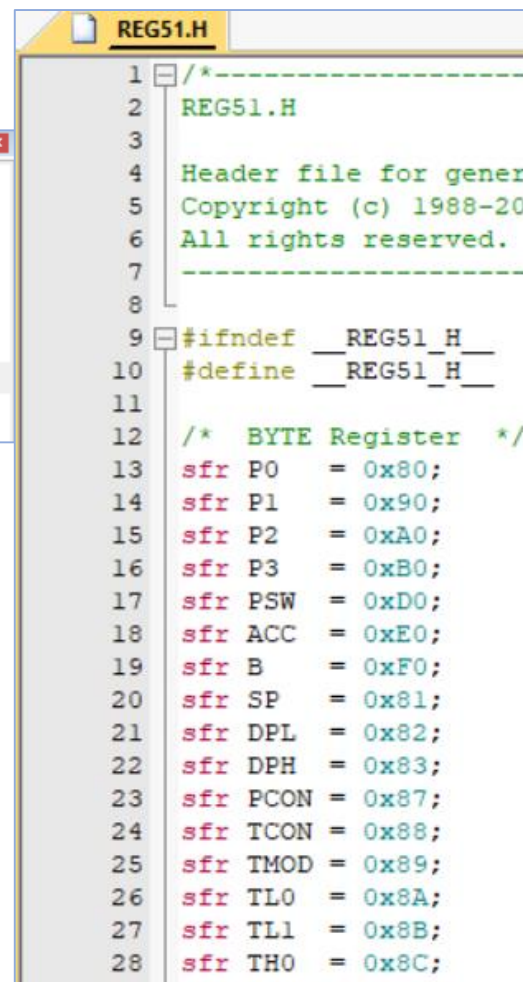 REG51.H
1 /*--------------------
2 REG51.H
3
4 Header file for gener
5 Copyright (c) 1988-20
6 All rights reserved.
7 ----------------------
8
9 #ifndef __REG51_H__
10 #define __REG51_H__
11
12 /*  BYTE Register  */
13 sfr P0   = 0x80;
14 sfr P1   = 0x90;
15 sfr P2   = 0xA0;
16 sfr P3   = 0xB0;
17 sfr PSW  = 0xD0;
18 sfr ACC  = 0xE0;
19 sfr B    = 0xF0;
20 sfr SP   = 0x81;
21 sfr DPL  = 0x82;
22 sfr DPH  = 0x83;
23 sfr PCON = 0x87;
24 sfr TCON = 0x88;
25 sfr TMOD = 0x89;
26 sfr TL0  = 0x8A;
27 sfr TL1  = 0x8B;
28 sfr TH0  = 0x8C;